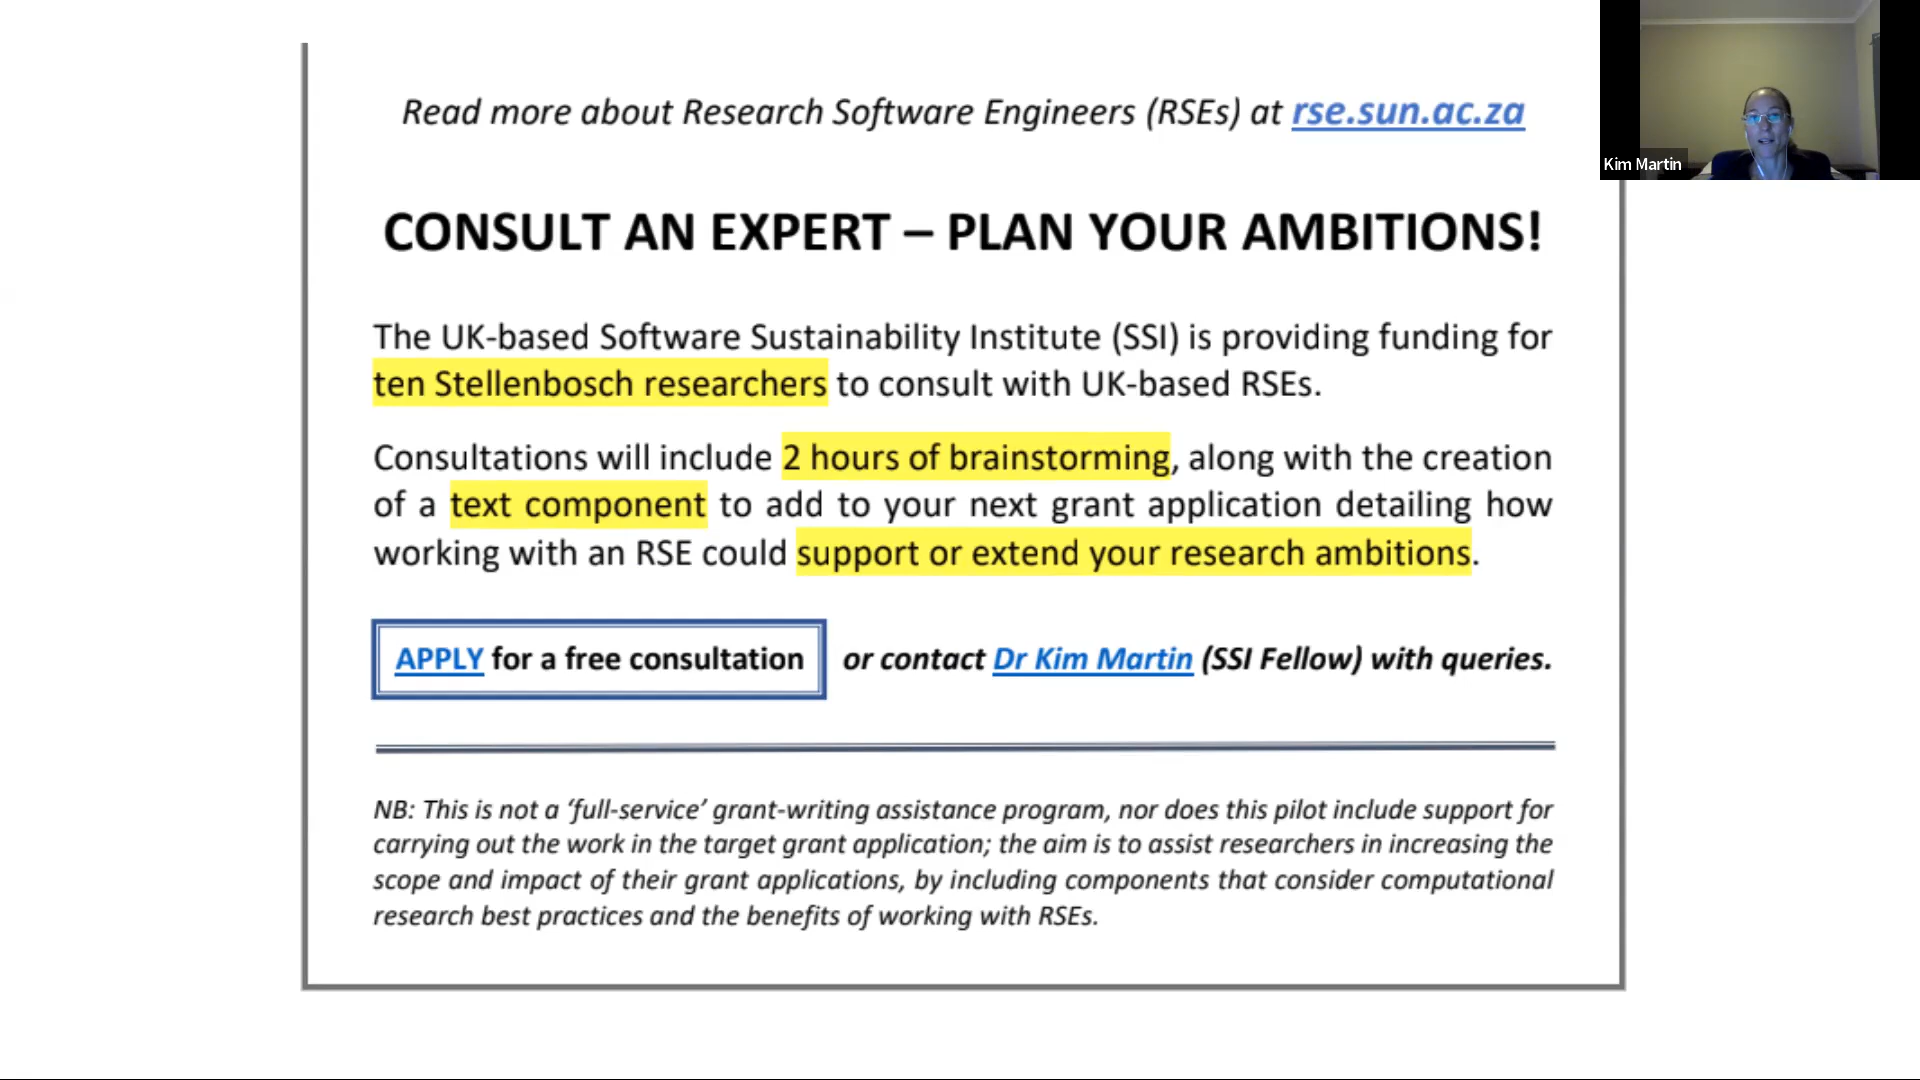 Read more about Research Software Engineers (RSEs) at rse.sun.ac.za
Kim Martin
CONSULT AN EXPERT – PLAN YOUR AMBITIONS!
The UK-based Software Sustainability Institute (SSI) is providing funding for
ten Stellenbosch researchers to consult with UK-based RSEs.
Consultations will include 2 hours of brainstorming, along with the creation
of a text component to add to your next grant application detailing how
working with an RSE could support or extend your research ambitions.
APPLY for a free consultation or contact Dr Kim Martin (SSI Fellow) with queries.
NB: This is not a ‘full-service’ grant-writing assistance program, nor does this pilot include support for
carrying out the work in the target grant application; the aim is to assist researchers in increasing the
scope and impact of their grant applications, by including components that consider computational
research best practices and the benefits of working with RSEs.